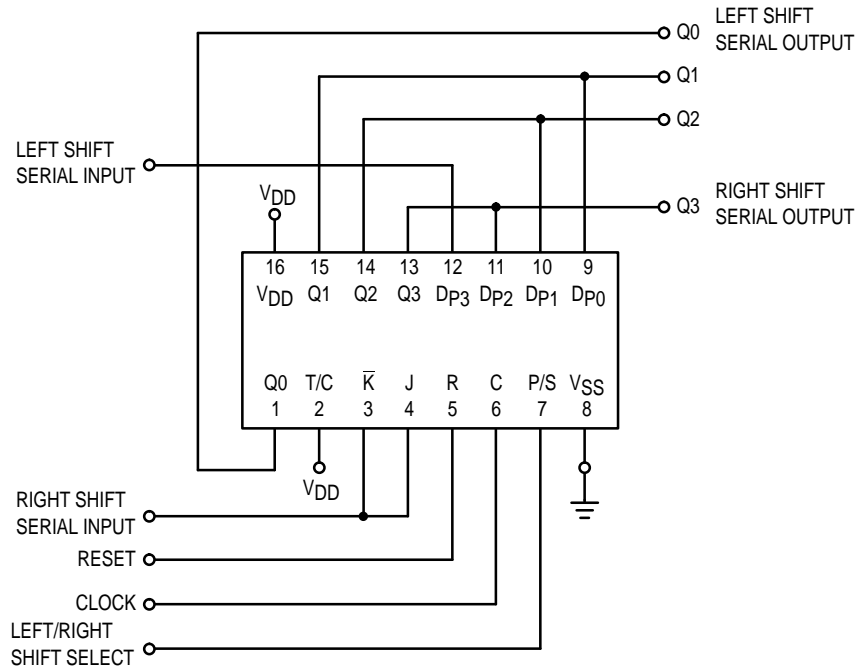 LEFT SHIFT
Q0 SERIAL OUTPUT
Q1
Q2
LEFT SHIFT
SERIAL INPUT
VDD
RIGHT SHIFT
Q3 SERIAL OUTPUT
16 15 14 13 12 11 10 9
VDD Q1 Q2 Q3 DP3 DP2 DP1 DP0
Q0 T/C K̅ J R C P/S VSS
1 2 3 4 5 6 7 8
VDD
RIGHT SHIFT
SERIAL INPUT
RESET
CLOCK
LEFT/RIGHT
SHIFT SELECT